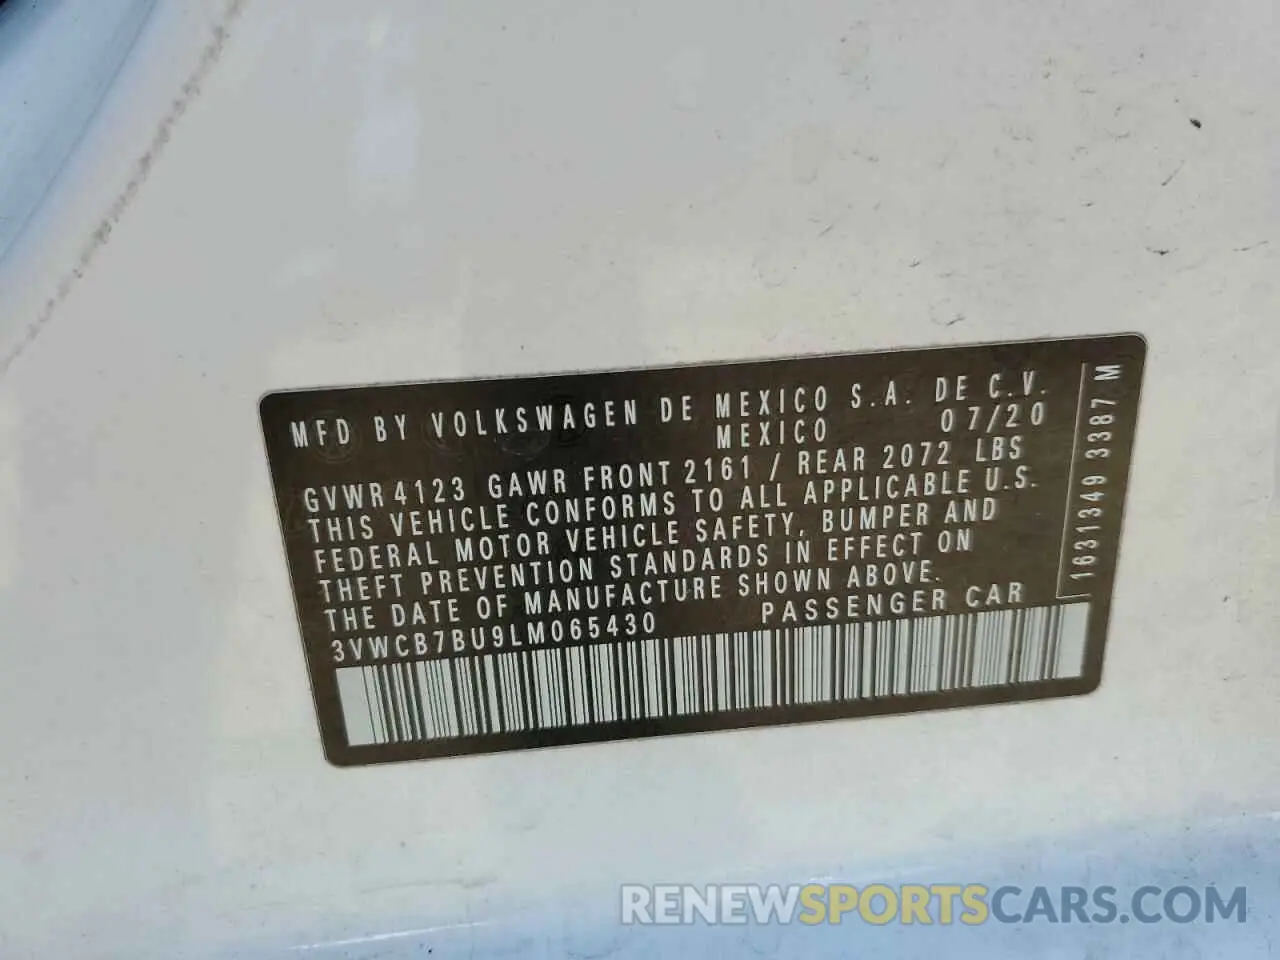 MFD BY VOLKSWAGEN DE MEXICO S.A. DE C.V.
MEXICO 07/20
GVWR 4123 GAWR FRONT 2161 / REAR 2072 LBS
THIS VEHICLE CONFORMS TO ALL APPLICABLE U.S.
FEDERAL MOTOR VEHICLE SAFETY, BUMPER AND
THEFT PREVENTION STANDARDS IN EFFECT ON
THE DATE OF MANUFACTURE SHOWN ABOVE.
3VWCB7BU9LM065430 PASSENGER CAR
1631349 3387 M
RENEWSPORTSCARS.COM